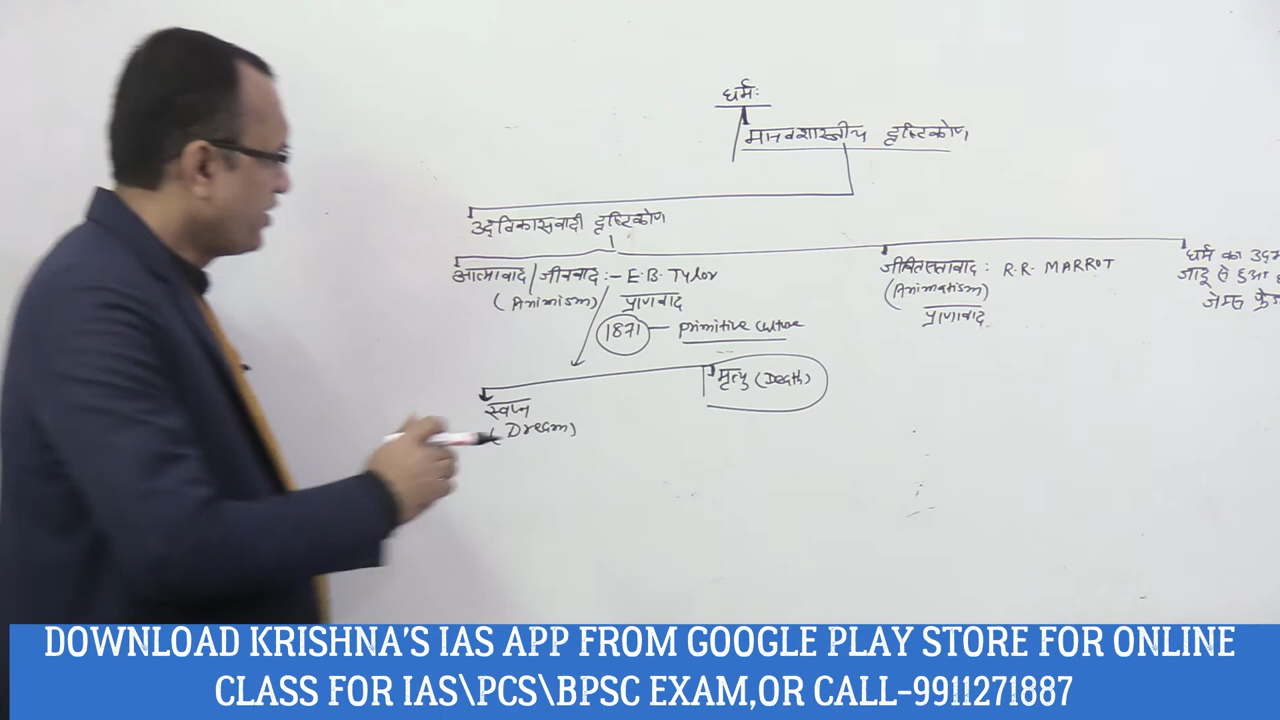 धर्म:
मानवशास्त्रीय दृष्टिकोण
उद्विकासवादी दृष्टिकोण
आत्मावाद/जीववाद:- E.B. Tylor
(Animism) प्राणवाद
1871 - Primitive Culture
स्वप्न
(Dream)
मृत्यु (Death)
जीवितसत्तावाद: R.R. MARROT
(Animatism)
प्राणवाद
धर्म का उदग
जादू से हुआ
जेम्स फ्रे
DOWNLOAD KRISHNA'S IAS APP FROM GOOGLE PLAY STORE FOR ONLINE
CLASS FOR IAS\PCS\BPSC EXAM,OR CALL-9911271887